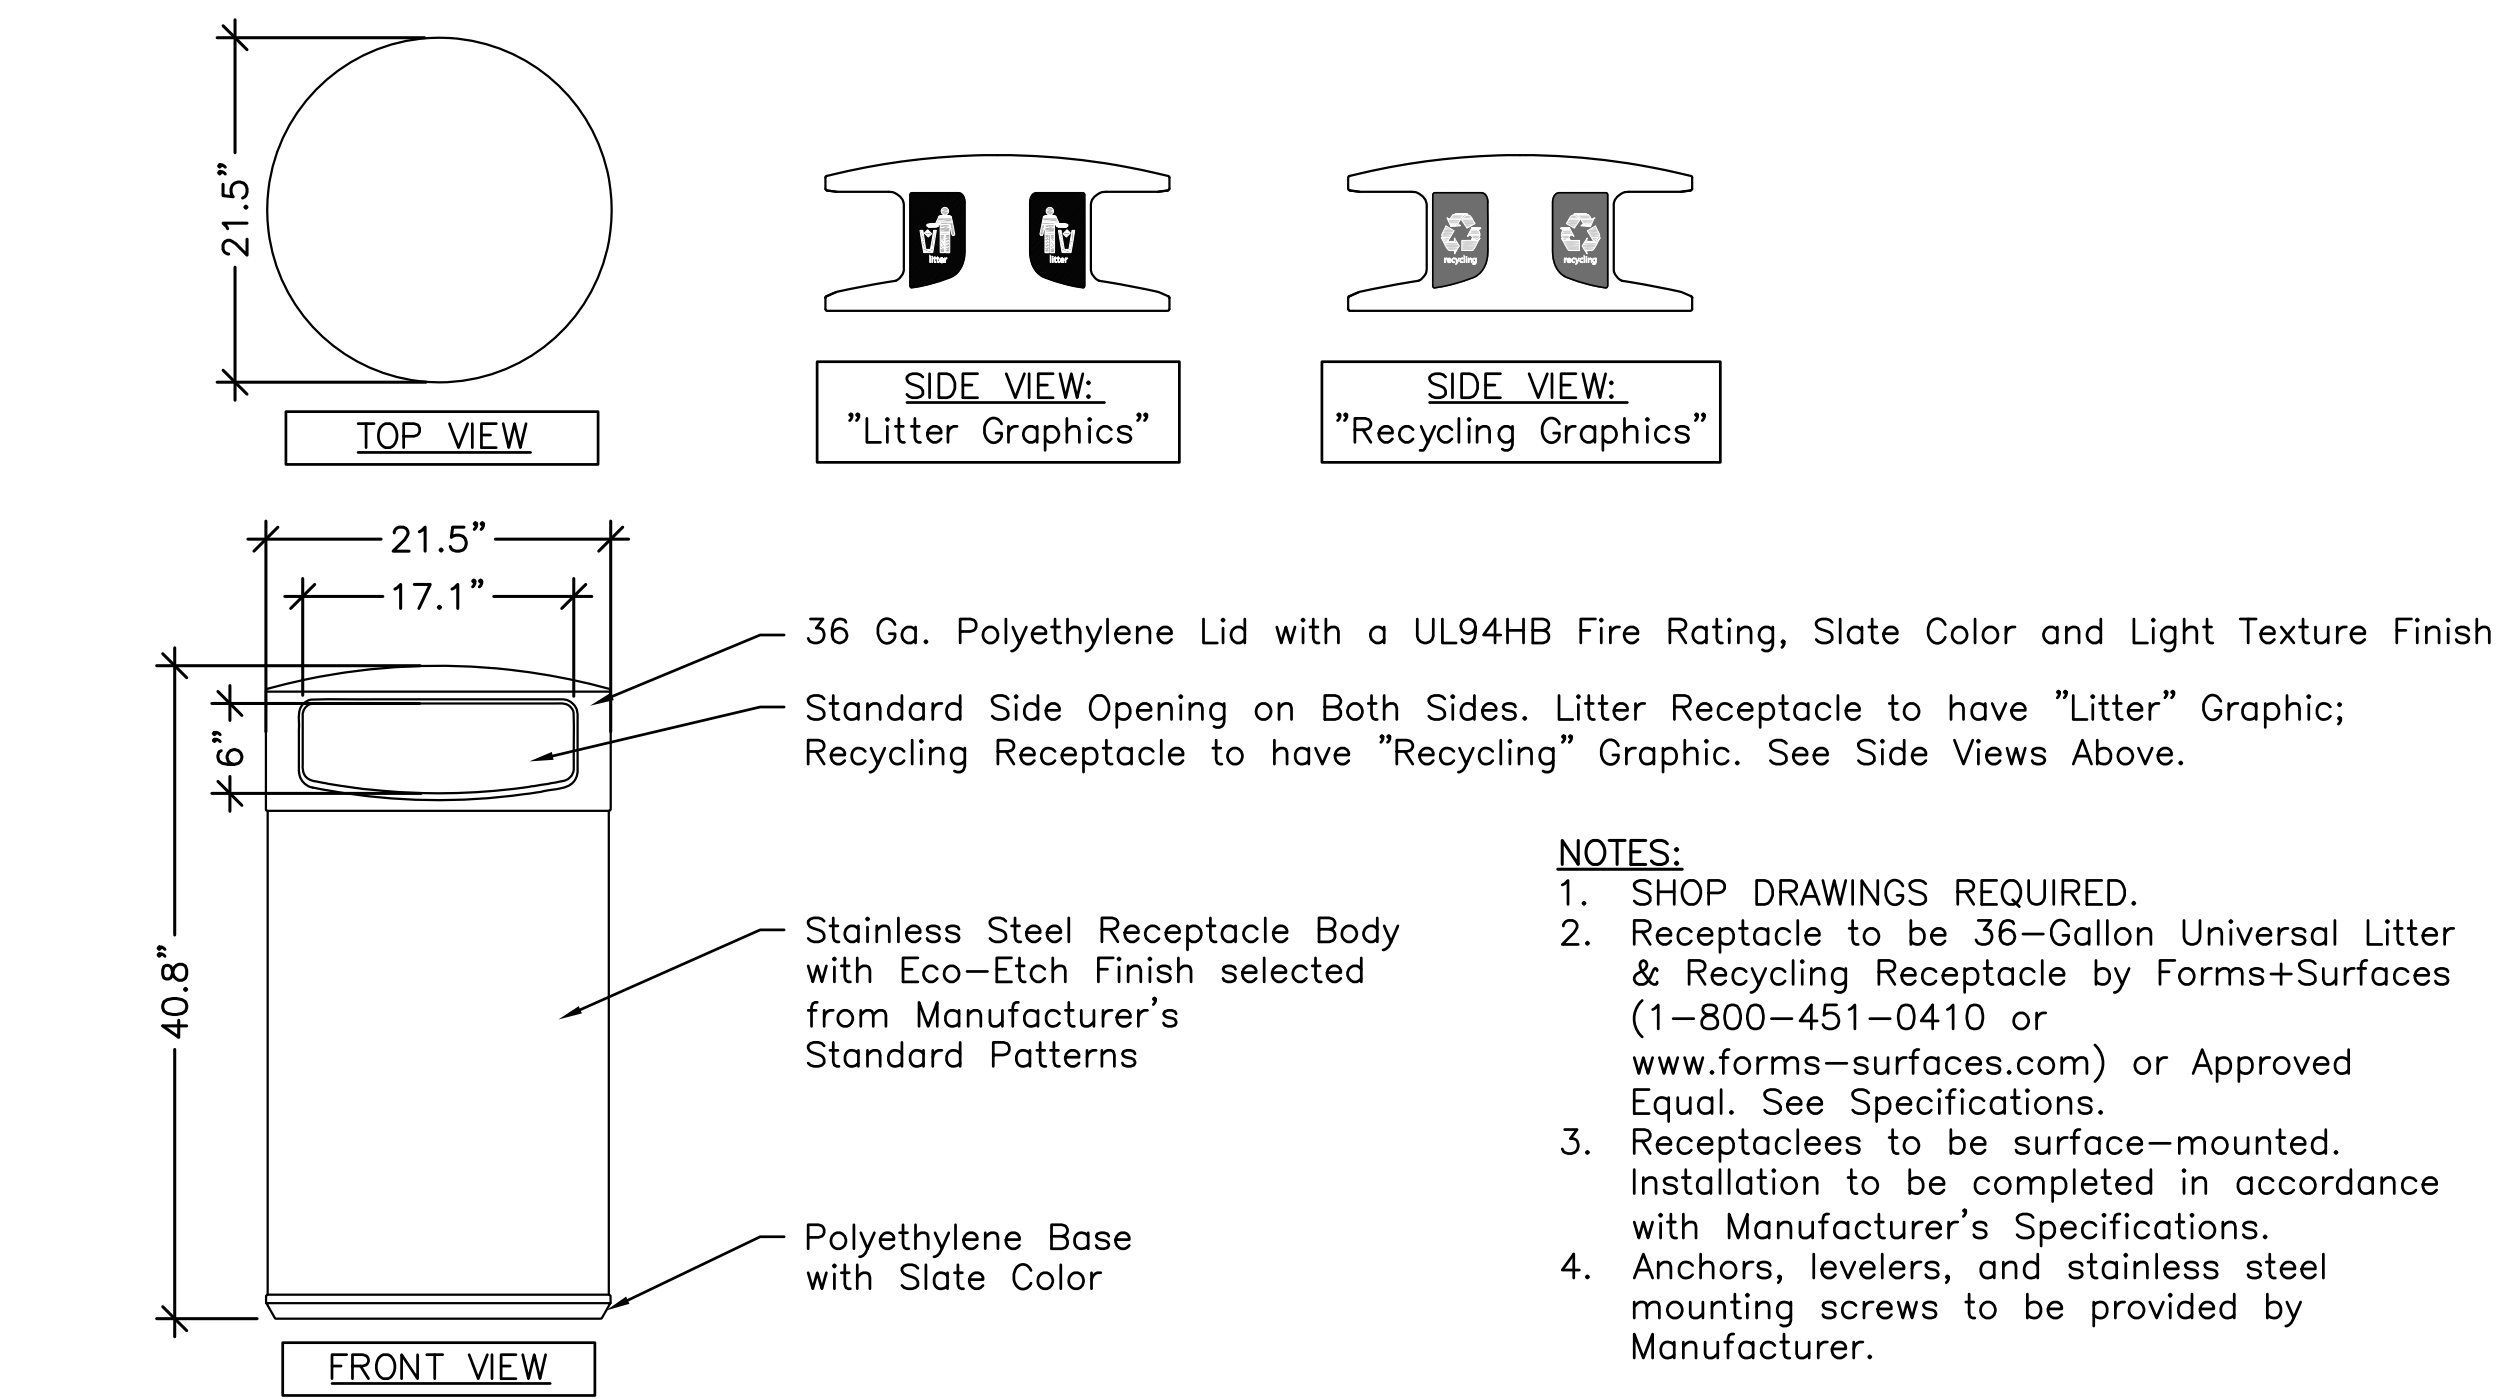 21.5"
TOP VIEW
litter
litter
SIDE VIEW:
"Litter Graphics"
recycling
recycling
SIDE VIEW:
"Recycling Graphics"
21.5"
17.1"
6"
40.8"
36 Ga. Polyethylene Lid with a UL94HB Fire Rating, Slate Color and Light Texture Finish
Standard Side Opening on Both Sides. Litter Receptacle to have "Litter" Graphic;
Recycling Receptacle to have "Recycling" Graphic. See Side Views Above.
Stainless Steel Receptacle Body
with Eco-Etch Finish selected
from Manufacturer's
Standard Patterns
Polyethylene Base
with Slate Color
FRONT VIEW
NOTES:
1. SHOP DRAWINGS REQUIRED.
2. Receptacle to be 36-Gallon Universal Litter
& Recycling Receptacle by Forms+Surfaces
(1-800-451-0410 or
www.forms-surfaces.com) or Approved
Equal. See Specifications.
3. Receptaclees to be surface-mounted.
Installation to be completed in accordance
with Manufacturer's Specifications.
4. Anchors, levelers, and stainless steel
mounting screws to be provided by
Manufacturer.